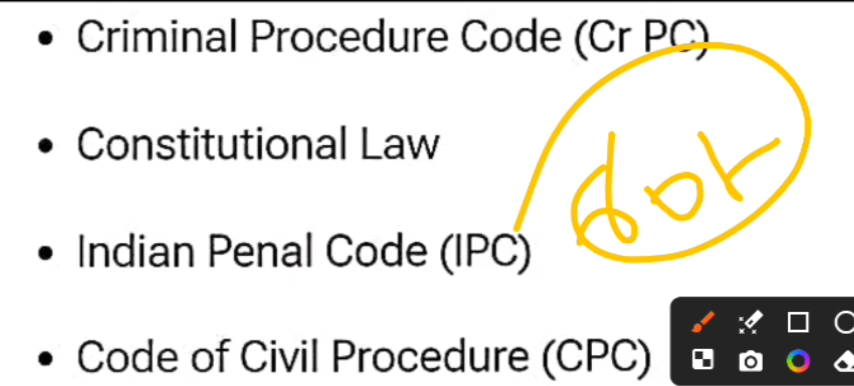 • Criminal Procedure Code (Cr PC)
• Constitutional Law
• Indian Penal Code (IPC)
• Code of Civil Procedure (CPC)